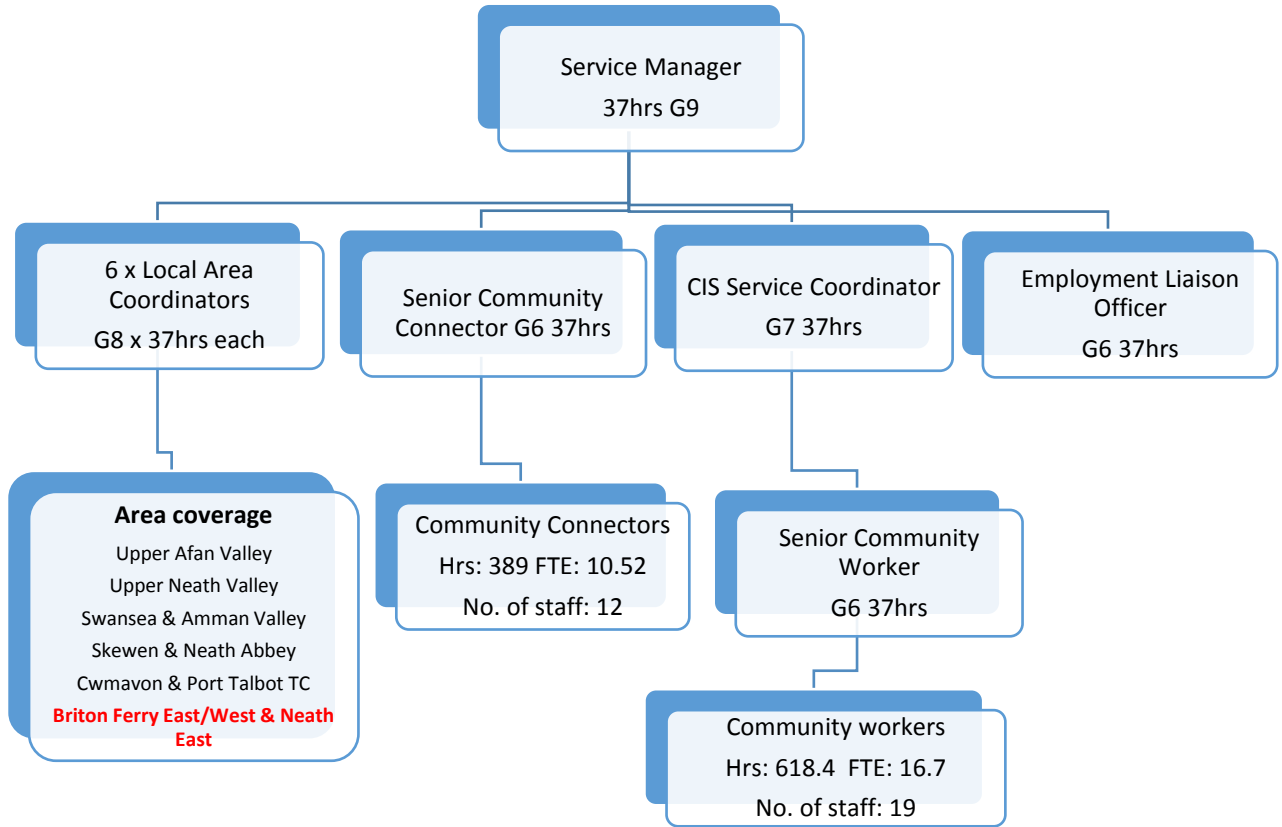 Service Manager
37hrs G9
6 x Local Area
Coordinators
G8 x 37hrs each
Senior Community
Connector G6 37hrs
CIS Service Coordinator
G7 37hrs
Employment Liaison
Officer
G6 37hrs
Area coverage
Upper Afan Valley
Upper Neath Valley
Swansea & Amman Valley
Skewen & Neath Abbey
Cwmavon & Port Talbot TC
Briton Ferry East/West & Neath
East
Community Connectors
Hrs: 389 FTE: 10.52
No. of staff: 12
Senior Community
Worker
G6 37hrs
Community workers
Hrs: 618.4 FTE: 16.7
No. of staff: 19